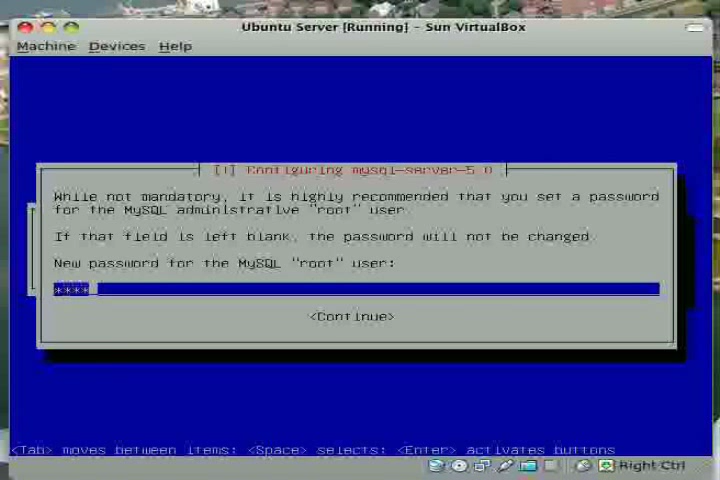 Ubuntu Server [Running] – Sun VirtualBox
Machine Devices Help
[!] Configuring mysql-server-5.0
While not mandatory, it is highly recommended that you set a password
for the MySQL administrative "root" user.
If that field is left blank, the password will not be changed.
New password for the MySQL "root" user:
****
<Continue>
<Tab> moves between items; <Space> selects; <Enter> activates buttons
Right Ctrl